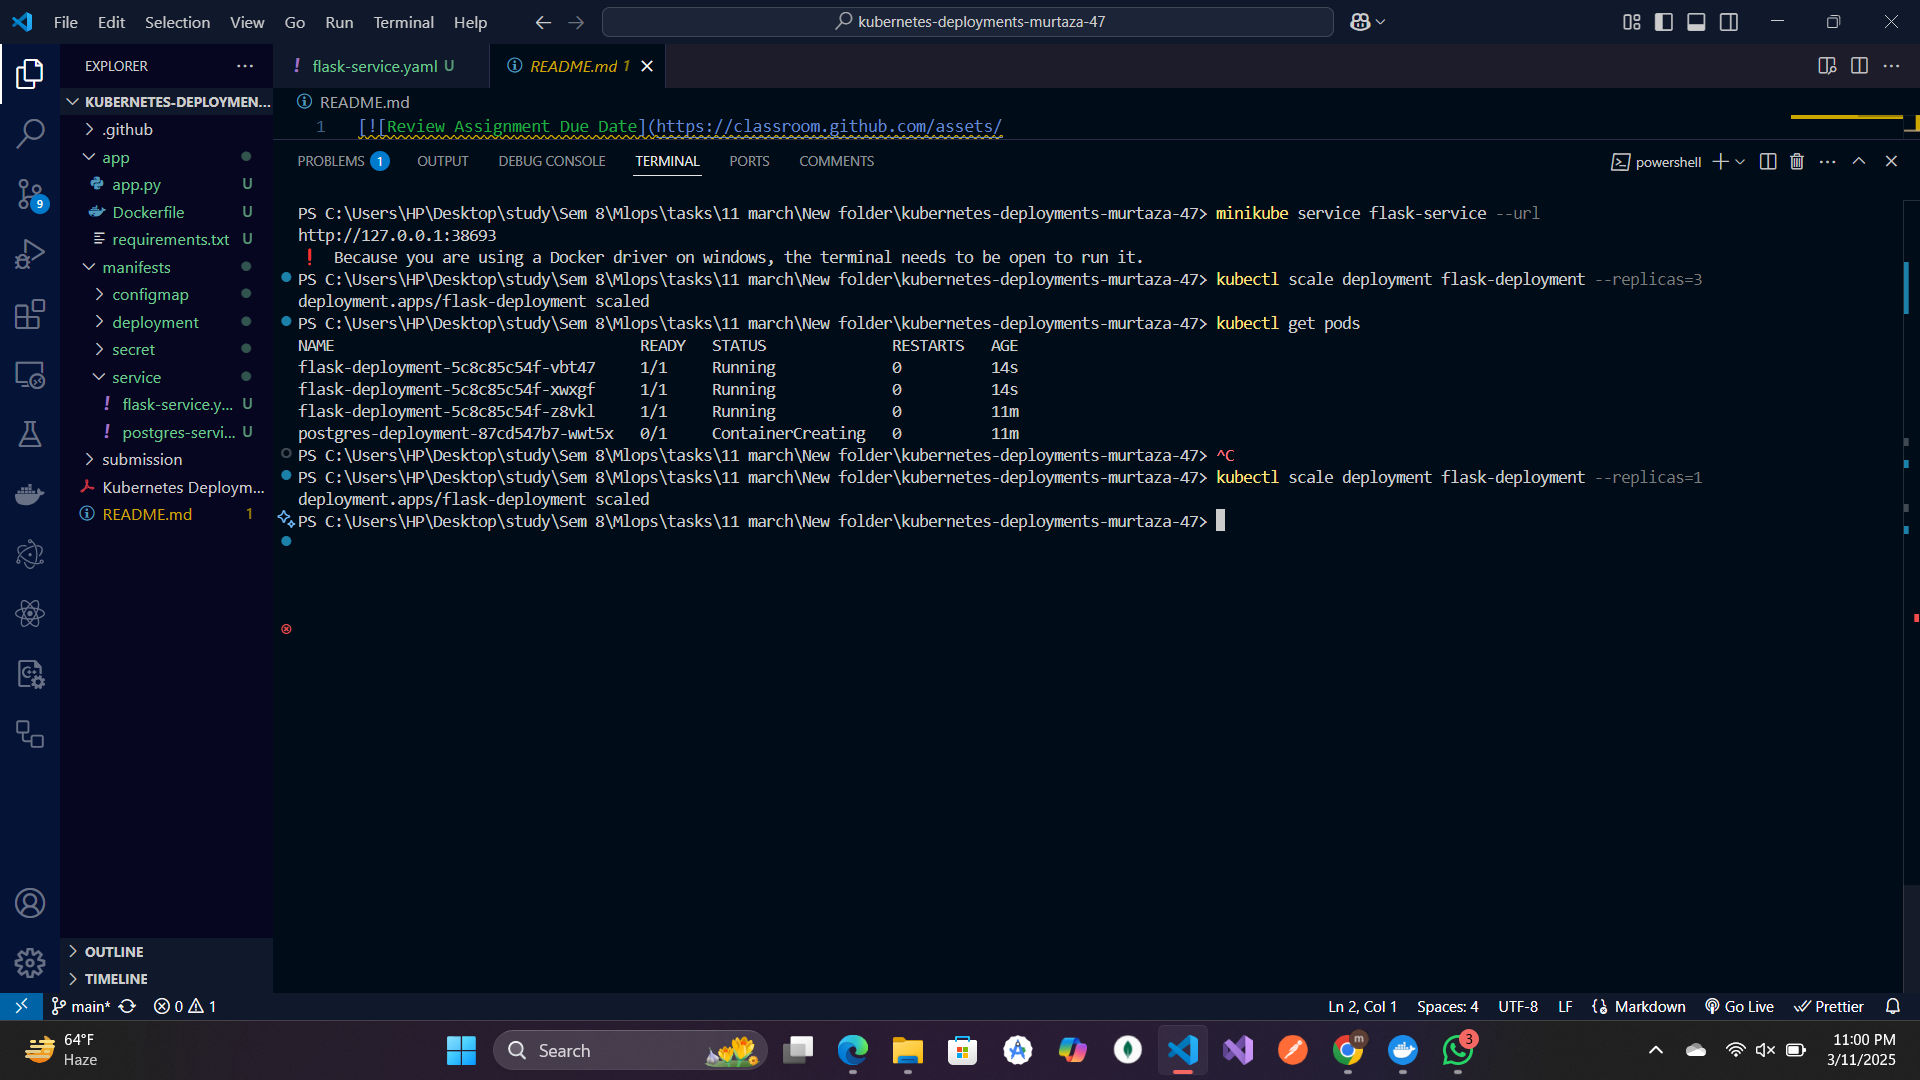 File Edit Selection View Go Run Terminal Help
kubernetes-deployments-murtaza-47
EXPLORER
KUBERNETES-DEPLOYMEN...
.github
app
app.py U
Dockerfile U
requirements.txt U
manifests
configmap
deployment
secret
service
! flask-service.y... U
! postgres-servi... U
submission
Kubernetes Deploym...
README.md 1
OUTLINE
TIMELINE
! flask-service.yaml U
README.md 1
README.md
1 [![Review Assignment Due Date](https://classroom.github.com/assets/
PROBLEMS 1 OUTPUT DEBUG CONSOLE TERMINAL PORTS COMMENTS
powershell
PS C:\Users\HP\Desktop\study\Sem 8\Mlops\tasks\11 march\New folder\kubernetes-deployments-murtaza-47> minikube service flask-service --url
http://127.0.0.1:38693
! Because you are using a Docker driver on windows, the terminal needs to be open to run it.
PS C:\Users\HP\Desktop\study\Sem 8\Mlops\tasks\11 march\New folder\kubernetes-deployments-murtaza-47> kubectl scale deployment flask-deployment --replicas=3
deployment.apps/flask-deployment scaled
PS C:\Users\HP\Desktop\study\Sem 8\Mlops\tasks\11 march\New folder\kubernetes-deployments-murtaza-47> kubectl get pods
NAME READY STATUS RESTARTS AGE
flask-deployment-5c8c85c54f-vbt47 1/1 Running 0 14s
flask-deployment-5c8c85c54f-xwxgf 1/1 Running 0 14s
flask-deployment-5c8c85c54f-z8vkl 1/1 Running 0 11m
postgres-deployment-87cd547b7-wwt5x 0/1 ContainerCreating 0 11m
PS C:\Users\HP\Desktop\study\Sem 8\Mlops\tasks\11 march\New folder\kubernetes-deployments-murtaza-47> ^C
PS C:\Users\HP\Desktop\study\Sem 8\Mlops\tasks\11 march\New folder\kubernetes-deployments-murtaza-47> kubectl scale deployment flask-deployment --replicas=1
deployment.apps/flask-deployment scaled
PS C:\Users\HP\Desktop\study\Sem 8\Mlops\tasks\11 march\New folder\kubernetes-deployments-murtaza-47>
9
main* 0 1
Ln 2, Col 1 Spaces: 4 UTF-8 LF Markdown Go Live Prettier
64°F
Haze
Search
m
3
11:00 PM
3/11/2025